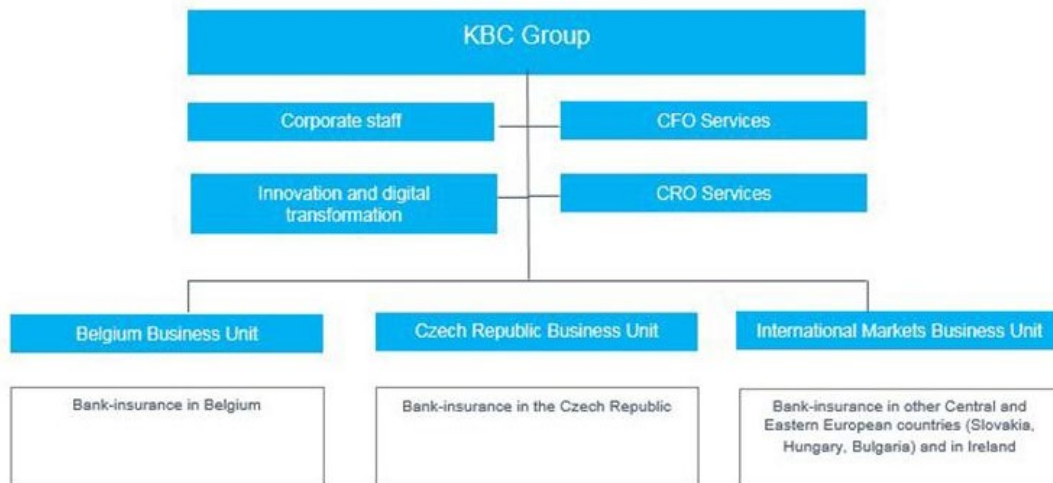 KBC Group
Corporate staff
CFO Services
Innovation and digital
transformation
CRO Services
Belgium Business Unit
Czech Republic Business Unit
International Markets Business Unit
Bank-insurance in Belgium
Bank-insurance in the Czech Republic
Bank-insurance in other Central and
Eastern European countries (Slovakia,
Hungary, Bulgaria) and in Ireland